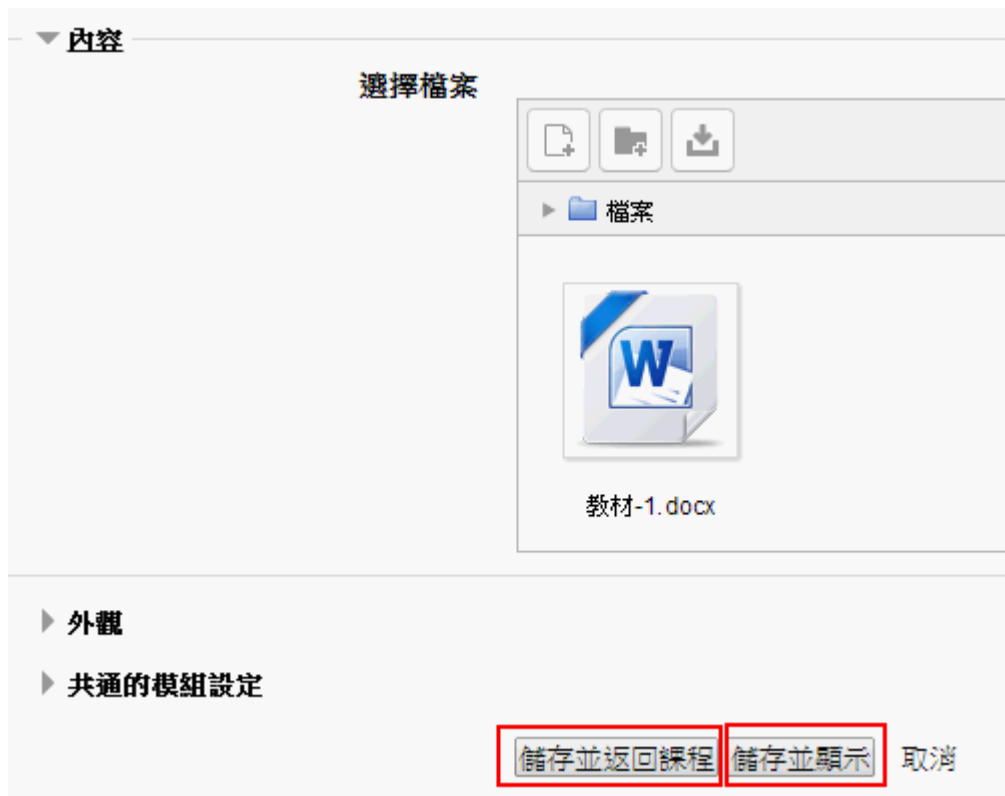 內容
選擇檔案
檔案
W
教材-1.docx
外觀
共通的模組設定
儲存並返回課程 儲存並顯示 取消